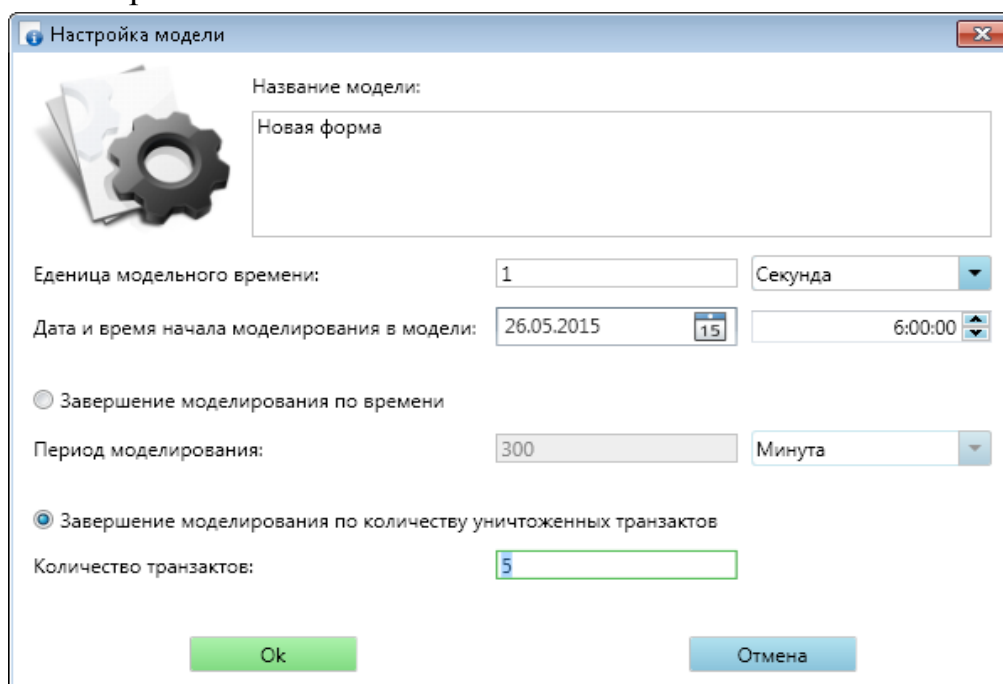 Настройка модели
Название модели:
Новая форма
Еденица модельного времени: 1 Секунда
Дата и время начала моделирования в модели: 26.05.2015 15 6:00:00
Завершение моделирования по времени
Период моделирования: 300 Минута
Завершение моделирования по количеству уничтоженных транзактов
Количество транзактов: 5
Ok Отмена